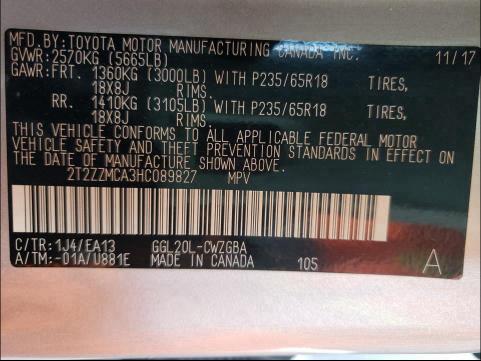 MFD. BY:TOYOTA MOTOR MANUFACTURING CANADA INC.
GVWR:2570KG (5665LB) 11/17
GAWR:FRT. 1360KG (3000LB) WITH P235/65R18 TIRES,
18X8J RIMS.
RR. 1410KG (3105LB) WITH P235/65R18 TIRES,
18X8J RIMS.
THIS VEHICLE CONFORMS TO ALL APPLICABLE FEDERAL MOTOR
VEHICLE SAFETY AND THEFT PREVENTION STANDARDS IN EFFECT
ON THE DATE OF MANUFACTURE SHOWN ABOVE.
2T2ZZMCA3HC089827 MPV
C/TR:1J4/EA13 GGL20L-CWZGBA
A/TM:-01A/U881E MADE IN CANADA 105 A